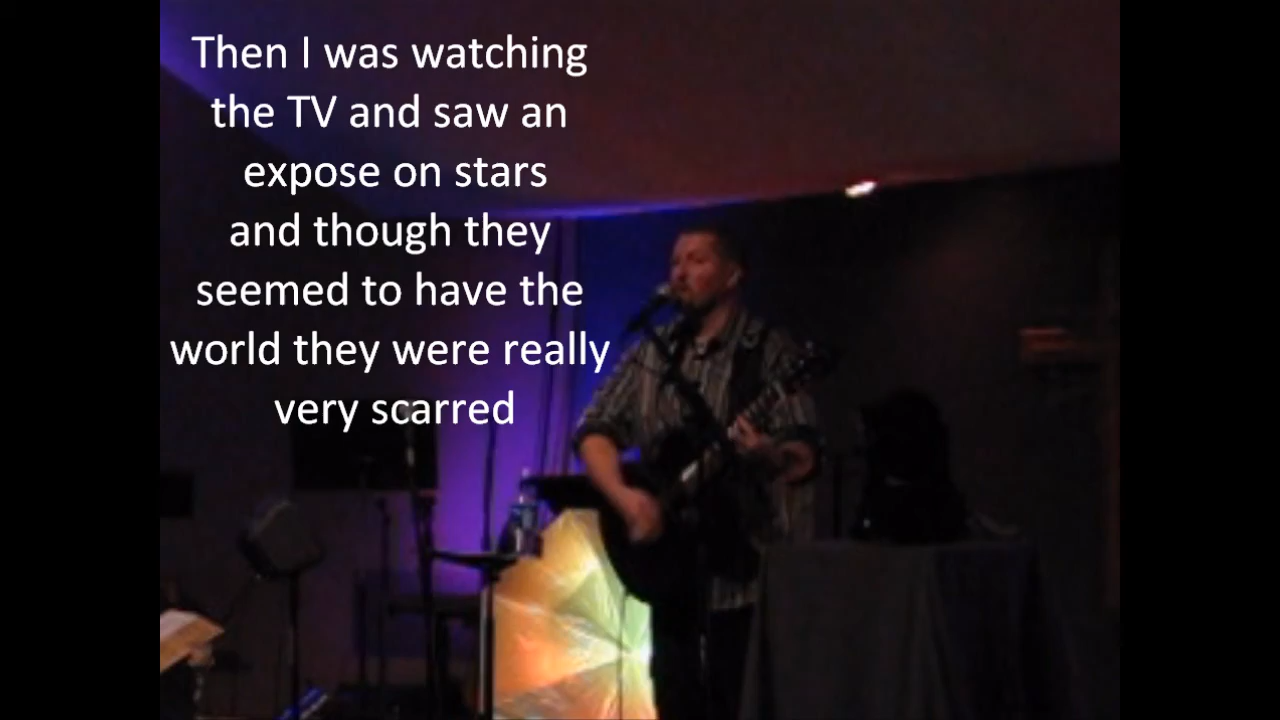 Then I was watching
the TV and saw an
expose on stars
and though they
seemed to have the
world they were really
very scarred